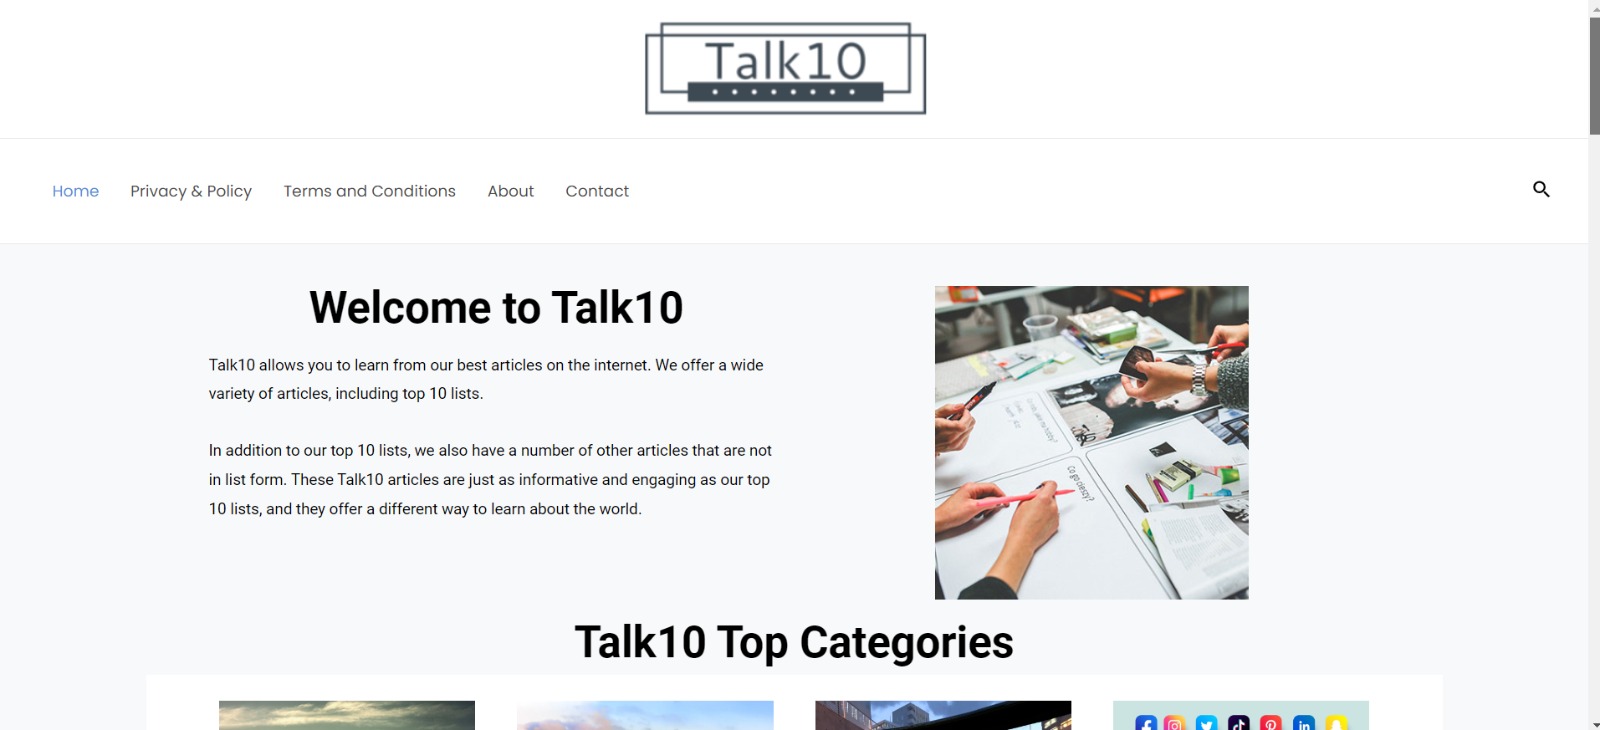 Talk10
Home Privacy & Policy Terms and Conditions About Contact
Welcome to Talk10
Talk10 allows you to learn from our best articles on the internet. We offer a wide
variety of articles, including top 10 lists.
In addition to our top 10 lists, we also have a number of other articles that are not
in list form. These Talk10 articles are just as informative and engaging as our top
10 lists, and they offer a different way to learn about the world.
Co go cieszy?
Talk10 Top Categories